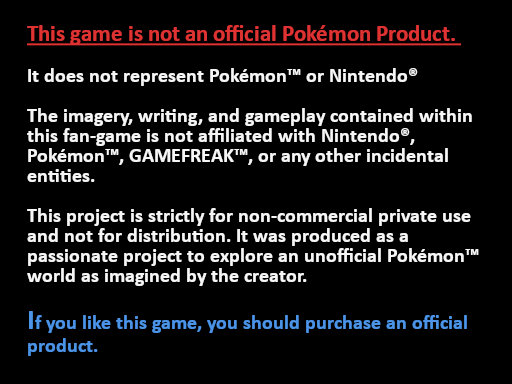 This game is not an official Pokémon Product.
It does not represent Pokémon™ or Nintendo®
The imagery, writing, and gameplay contained within
this fan-game is not affiliated with Nintendo®,
Pokémon™, GAMEFREAK™, or any other incidental
entities.
This project is strictly for non-commercial private use
and not for distribution. It was produced as a
passionate project to explore an unofficial Pokémon™
world as imagined by the creator.
If you like this game, you should purchase an official
product.